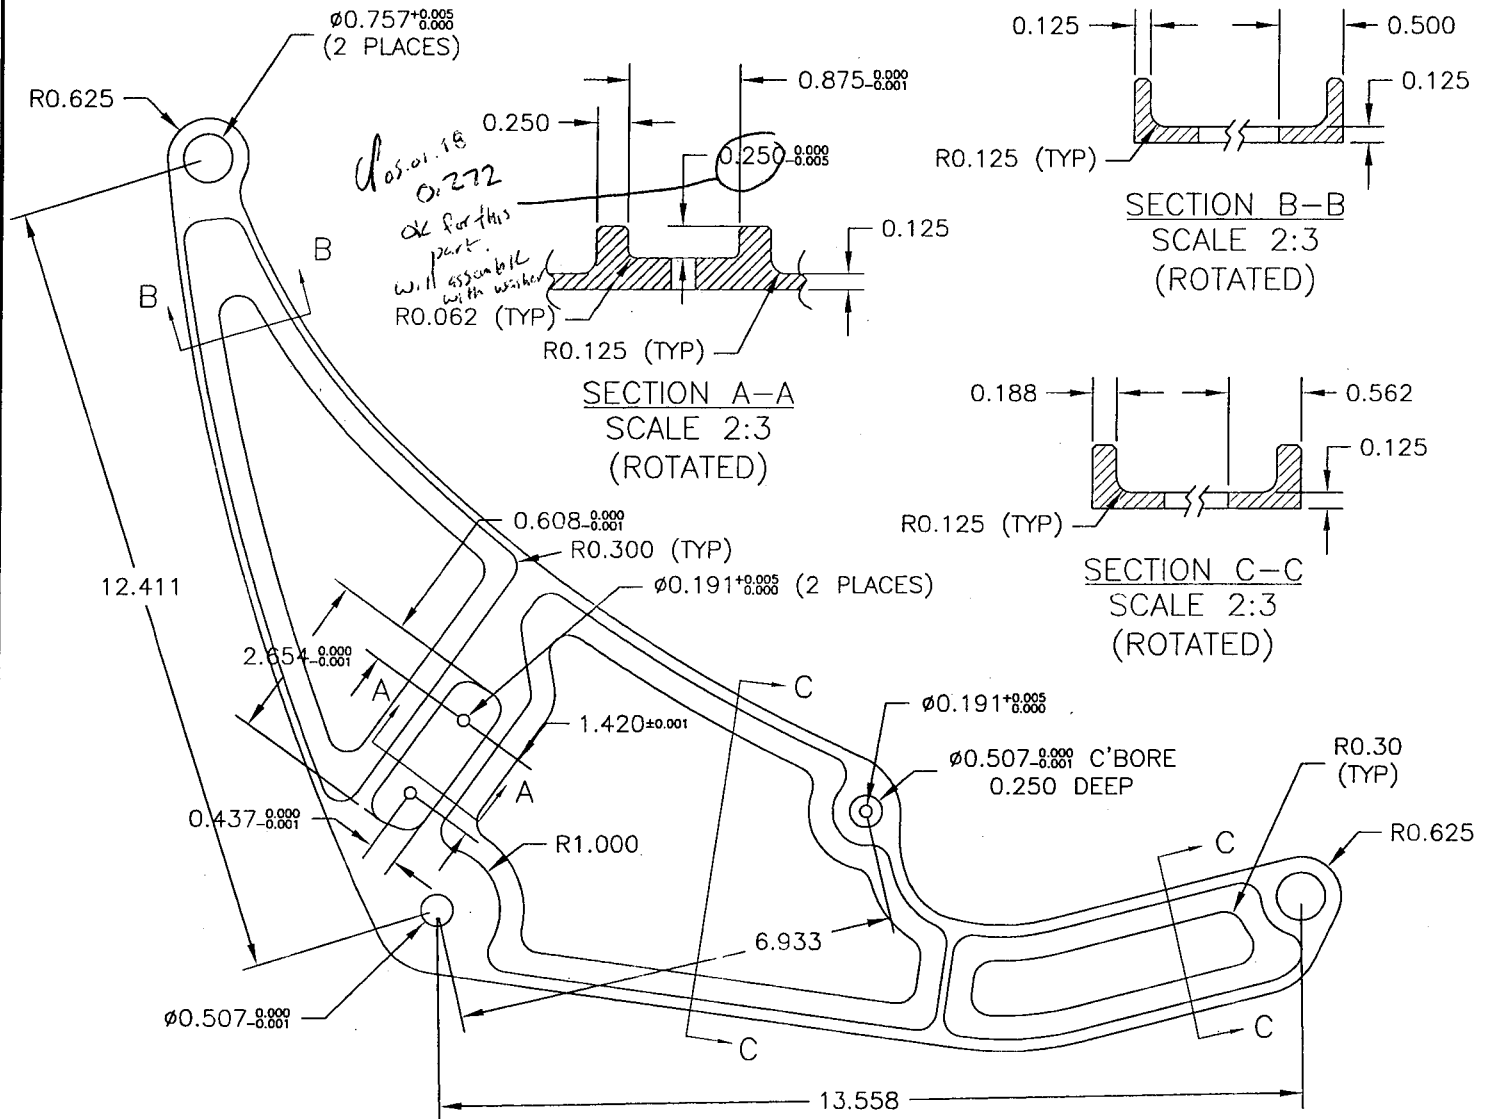 ø0.757+0.005 0.000
(2 PLACES)
R0.625
0.250
0.875 0.000 -0.001
0.250 0.000 -0.005
05.01.18
0.272
ok for this
part.
will assemble
with washer
0.125
R0.062 (TYP)
R0.125 (TYP)
SECTION A-A
SCALE 2:3
(ROTATED)
0.125
0.500
0.125
R0.125 (TYP)
SECTION B-B
SCALE 2:3
(ROTATED)
0.188
0.562
0.125
R0.125 (TYP)
SECTION C-C
SCALE 2:3
(ROTATED)
B
B
0.608 0.000 -0.001
R0.300 (TYP)
ø0.191+0.005 0.000 (2 PLACES)
12.411
2.654 0.000 -0.001
A
1.420±0.001
A
C
ø0.191+0.005 0.000
ø0.507 0.000 -0.001 C'BORE
0.250 DEEP
R0.30
(TYP)
0.437 0.000 -0.001
R1.000
C
R0.625
6.933
ø0.507 0.000 -0.001
C
C
13.558